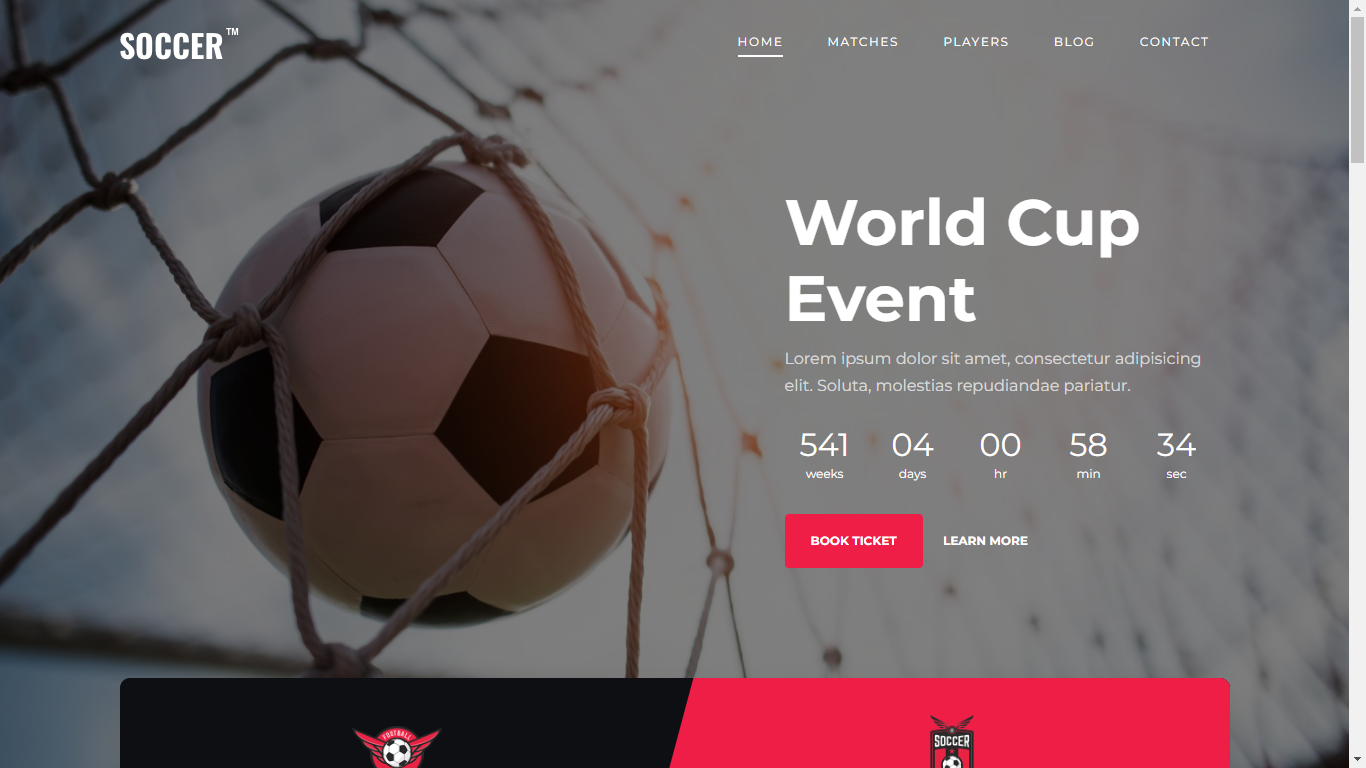 SOCCER™
HOME MATCHES PLAYERS BLOG CONTACT
World Cup
Event
Lorem ipsum dolor sit amet, consectetur adipisicing
elit. Soluta, molestias repudiandae pariatur.
541 04 00 58 34
weeks days hr min sec
BOOK TICKET LEARN MORE
FOOTBALL
SOCCER